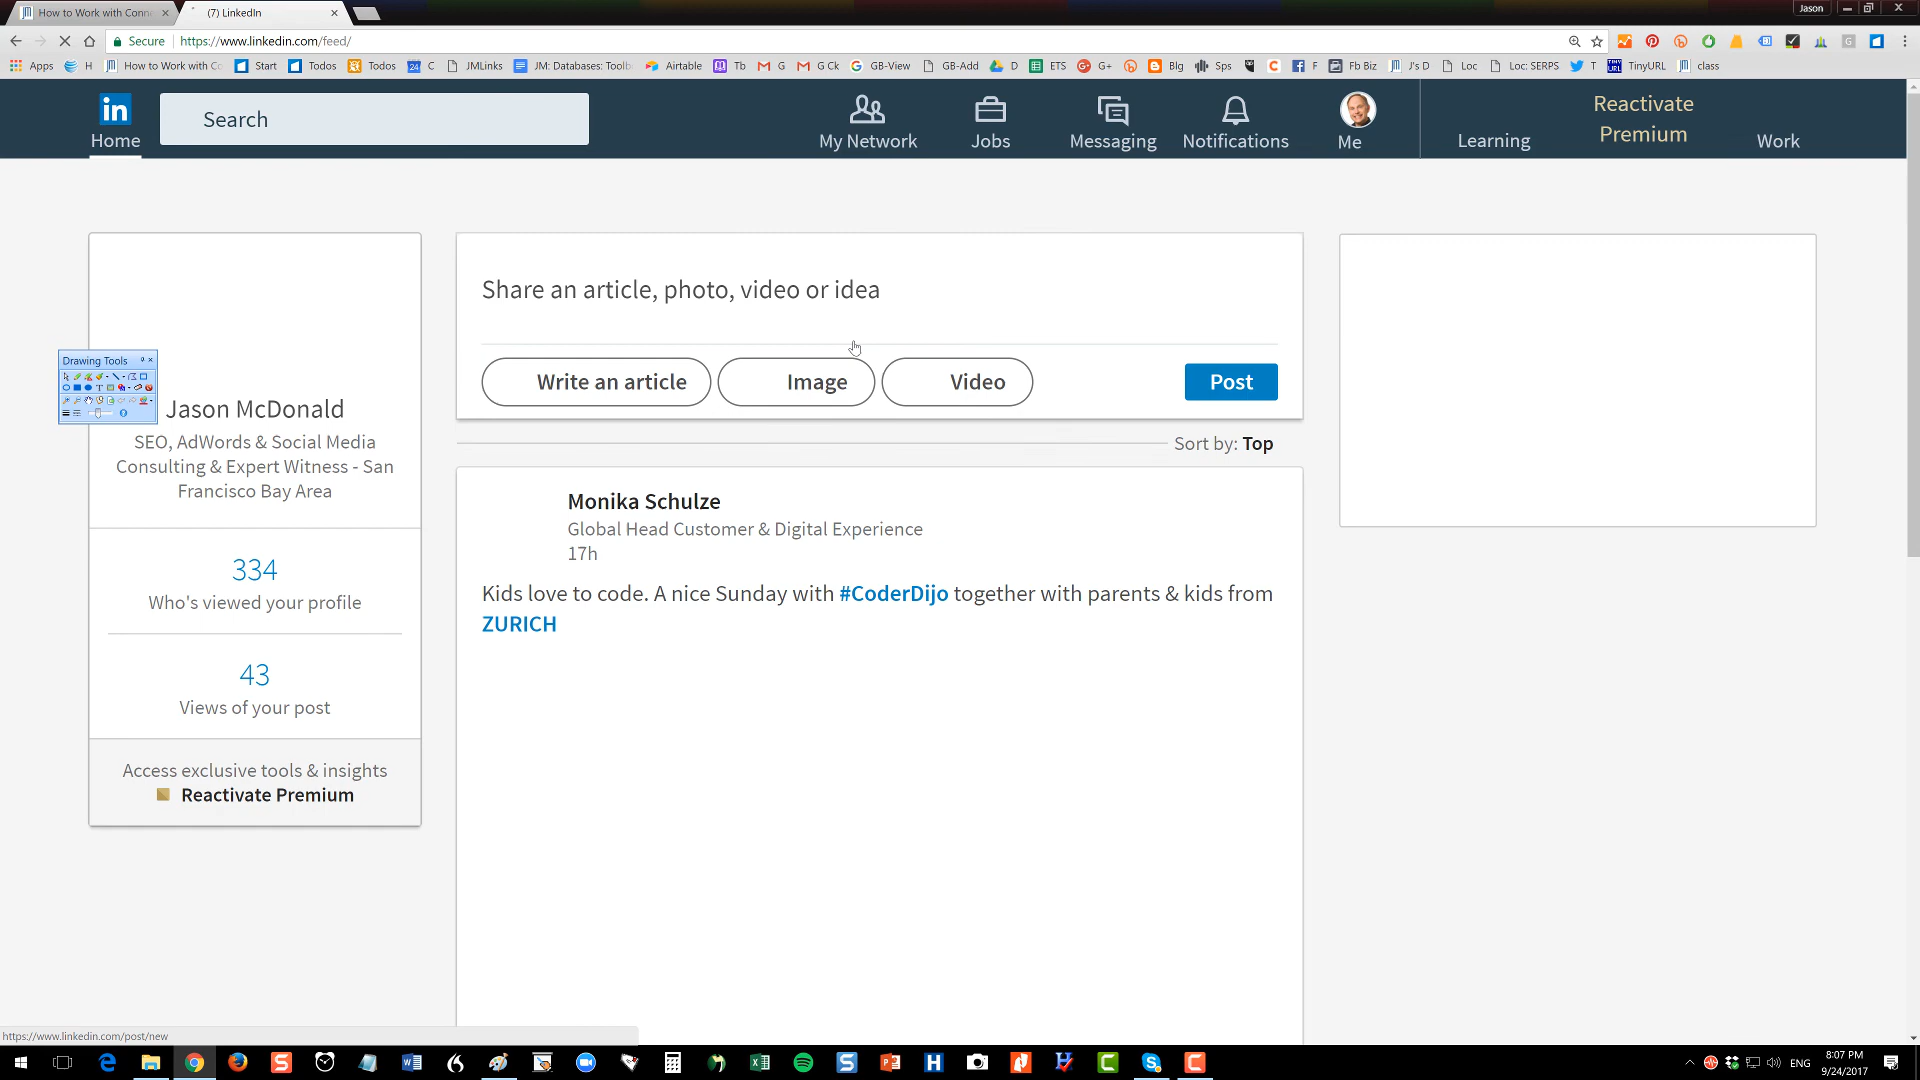 How to Work with Conne
(7) LinkedIn
Jason
Secure
https://www.linkedin.com/feed/
Apps
H
How to Work with Co
Start
Todos
Todos
24
C
JMLinks
JM: Databases: Toolb
Airtable
Tb
G
G Ck
GB-View
GB-Add
D
ETS
G+
Blg
Sps
C
F
Fb Biz
J's D
Loc
Loc: SERPS
T
TinyURL
class
in
Home
Search
My Network
Jobs
Messaging
Notifications
Me
Learning
Reactivate
Premium
Work
Share an article, photo, video or idea
Write an article
Image
Video
Post
Sort by: Top
Drawing Tools
Jason McDonald
SEO, AdWords & Social Media
Consulting & Expert Witness - San
Francisco Bay Area
334
Who's viewed your profile
43
Views of your post
Access exclusive tools & insights
Reactivate Premium
Monika Schulze
Global Head Customer & Digital Experience
17h
Kids love to code. A nice Sunday with #CoderDijo together with parents & kids from
ZURICH
https://www.linkedin.com/post/new
ENG
8:07 PM
9/24/2017